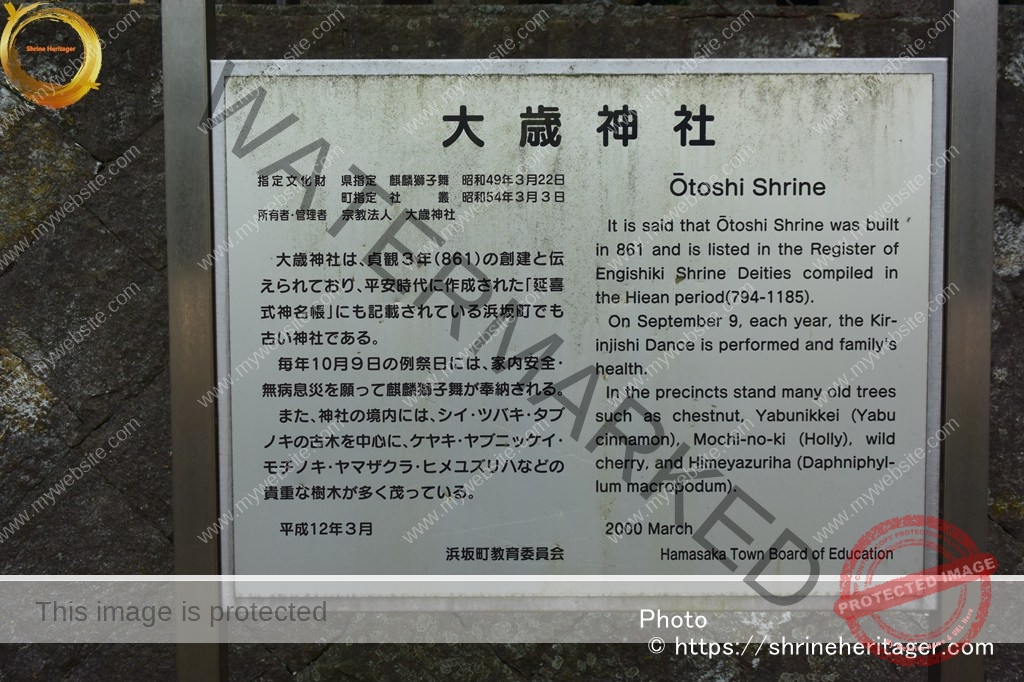 Shrine Heritager
大歳神社
指定文化財 県指定 麒麟獅子舞 昭和49年3月22日
町指定 社 叢 昭和54年3月3日
所有者・管理者 宗教法人 大歳神社
大歳神社は、貞観3年(861)の創建と伝
えられており、平安時代に作成された「延喜
式神名帳」にも記載されている浜坂町でも
古い神社である。
毎年10月9日の例祭日には、家内安全・
無病息災を願って麒麟獅子舞が奉納される。
また、神社の境内には、シイ・ツバキ・タブ
ノキの古木を中心に、ケヤキ・ヤブニッケイ・
モチノキ・ヤマザクラ・ヒメユズリハなどの
貴重な樹木が多く茂っている。
平成12年3月
浜坂町教育委員会
Ōtoshi Shrine
It is said that Ōtoshi Shrine was built
in 861 and is listed in the Register of
Engishiki Shrine Deities compiled in
the Hiean period(794-1185).
On September 9, each year, the Kir-
injishi Dance is performed and family's
health.
In the precincts stand many old trees
such as chestnut, Yabunikkei (Yabu
cinnamon), Mochi-no-ki (Holly), wild
cherry, and Himeyazuriha (Daphniphyl-
lum macropodum).
2000 March
Hamasaka Town Board of Education
WATERMARKED
www.mywebsite.com
PROTECTED IMAGE
This image is protected
Photo
© https://shrineheritager.com